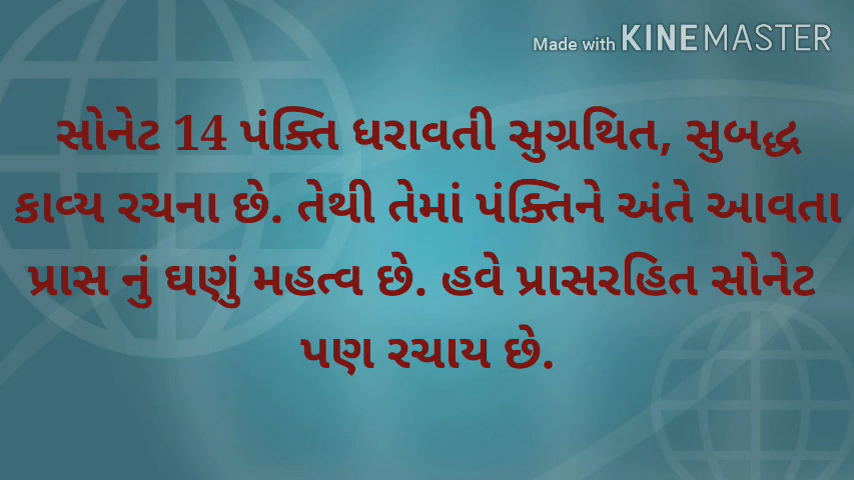 Made with KINEMASTER
સોનેટ 14 પંક્તિ ધરાવતી સુગ્રથિત, સુબદ્ધ
કાવ્ય રચના છે. તેથી તેમાં પંક્તિને અંતે આવતા
પ્રાસ નું ઘણું મહત્વ છે. હવે પ્રાસરહિત સોનેટ
પણ રચાય છે.